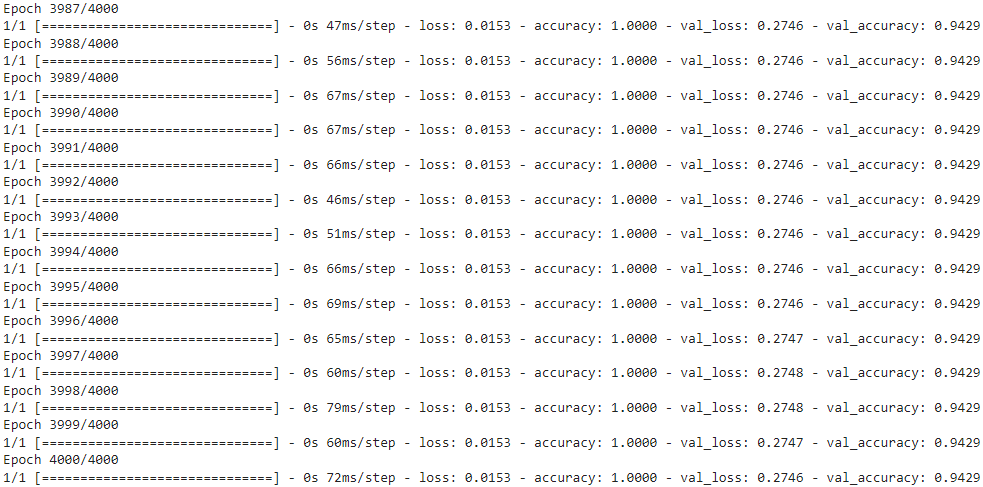 Epoch 3987/4000
1/1 [==============================] - 0s 47ms/step - loss: 0.0153 - accuracy: 1.0000 - val_loss: 0.2746 - val_accuracy: 0.9429
Epoch 3988/4000
1/1 [==============================] - 0s 56ms/step - loss: 0.0153 - accuracy: 1.0000 - val_loss: 0.2746 - val_accuracy: 0.9429
Epoch 3989/4000
1/1 [==============================] - 0s 67ms/step - loss: 0.0153 - accuracy: 1.0000 - val_loss: 0.2746 - val_accuracy: 0.9429
Epoch 3990/4000
1/1 [==============================] - 0s 67ms/step - loss: 0.0153 - accuracy: 1.0000 - val_loss: 0.2746 - val_accuracy: 0.9429
Epoch 3991/4000
1/1 [==============================] - 0s 66ms/step - loss: 0.0153 - accuracy: 1.0000 - val_loss: 0.2746 - val_accuracy: 0.9429
Epoch 3992/4000
1/1 [==============================] - 0s 46ms/step - loss: 0.0153 - accuracy: 1.0000 - val_loss: 0.2746 - val_accuracy: 0.9429
Epoch 3993/4000
1/1 [==============================] - 0s 51ms/step - loss: 0.0153 - accuracy: 1.0000 - val_loss: 0.2746 - val_accuracy: 0.9429
Epoch 3994/4000
1/1 [==============================] - 0s 66ms/step - loss: 0.0153 - accuracy: 1.0000 - val_loss: 0.2746 - val_accuracy: 0.9429
Epoch 3995/4000
1/1 [==============================] - 0s 69ms/step - loss: 0.0153 - accuracy: 1.0000 - val_loss: 0.2746 - val_accuracy: 0.9429
Epoch 3996/4000
1/1 [==============================] - 0s 65ms/step - loss: 0.0153 - accuracy: 1.0000 - val_loss: 0.2747 - val_accuracy: 0.9429
Epoch 3997/4000
1/1 [==============================] - 0s 60ms/step - loss: 0.0153 - accuracy: 1.0000 - val_loss: 0.2748 - val_accuracy: 0.9429
Epoch 3998/4000
1/1 [==============================] - 0s 79ms/step - loss: 0.0153 - accuracy: 1.0000 - val_loss: 0.2748 - val_accuracy: 0.9429
Epoch 3999/4000
1/1 [==============================] - 0s 60ms/step - loss: 0.0153 - accuracy: 1.0000 - val_loss: 0.2747 - val_accuracy: 0.9429
Epoch 4000/4000
1/1 [==============================] - 0s 72ms/step - loss: 0.0153 - accuracy: 1.0000 - val_loss: 0.2746 - val_accuracy: 0.9429